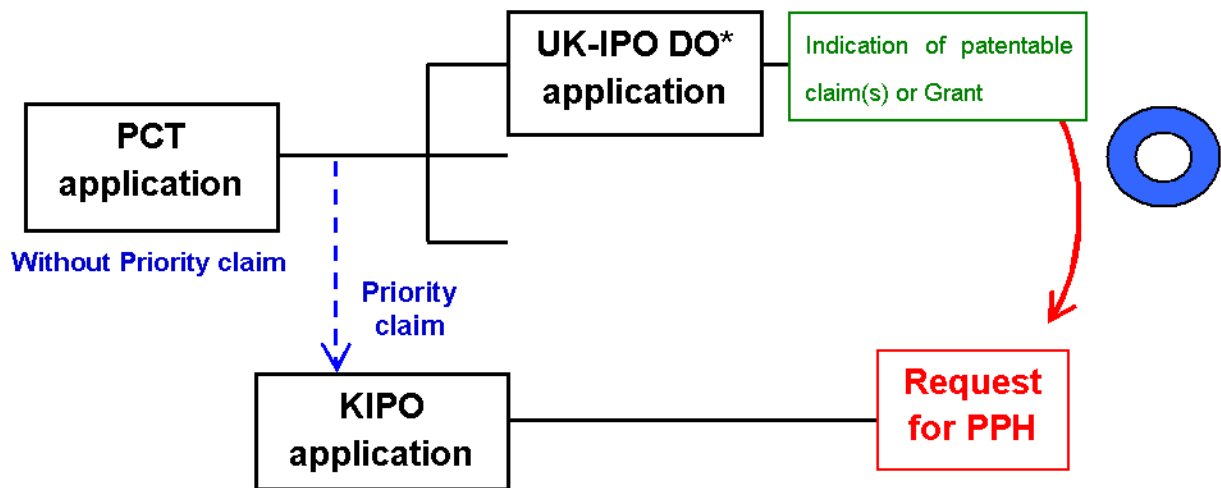 UK-IPO DO*
application
Indication of patentable
claim(s) or Grant
PCT
application
Without Priority claim
Priority
claim
KIPO
application
Request
for PPH